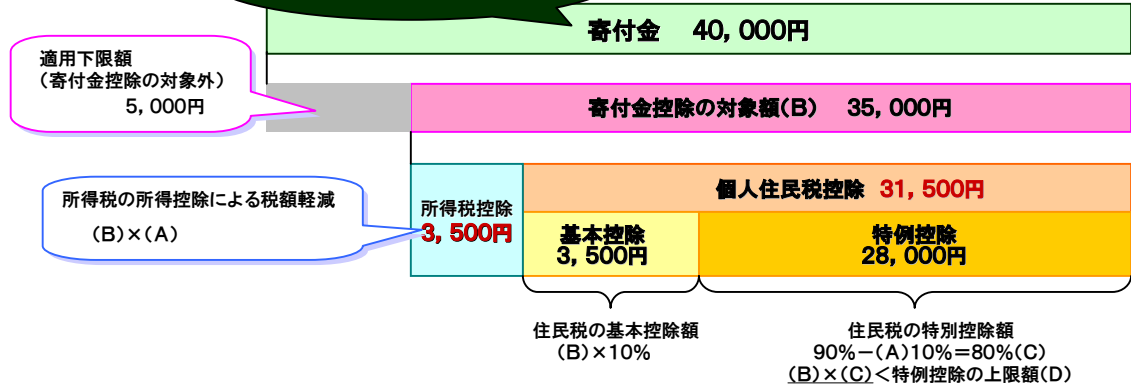 寄付金　40,000円
適用下限額
(寄付金控除の対象外)
5,000円
寄付金控除の対象額(B)　35,000円
個人住民税控除 31,500円
所得税の所得控除による税額軽減
(B)×(A)
所得税控除
3,500円
基本控除
3,500円
特例控除
28,000円
住民税の基本控除額
(B)×10%
住民税の特別控除額
90%−(A)10%=80%(C)
(B)×(C)<特例控除の上限額(D)